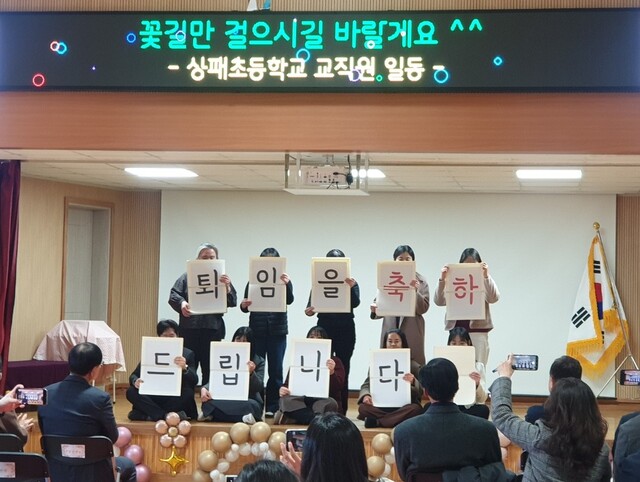 꽃길만 걸으시길 바랄게요 ^^
- 상패초등학교 교직원 일동 -
퇴임을축하
드립니다